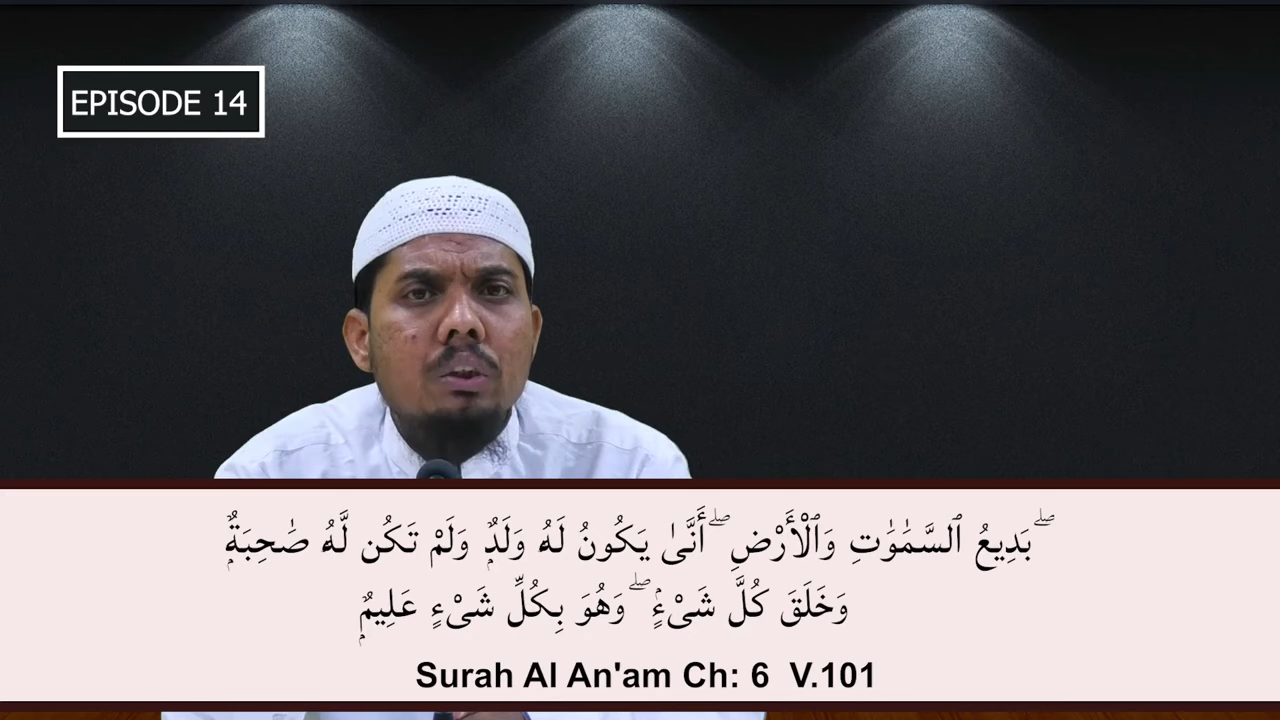 EPISODE 14
ۖ بَدِيعُ ٱلسَّمَٰوَٰتِ وَٱلْأَرْضِ ۖ أَنَّىٰ يَكُونُ لَهُۥ وَلَدٌۭ وَلَمْ تَكُن لَّهُۥ صَٰحِبَةٌۭ
وَخَلَقَ كُلَّ شَىْءٍۢ ۖ وَهُوَ بِكُلِّ شَىْءٍ عَلِيمٌۭ
Surah Al An'am Ch: 6 V.101